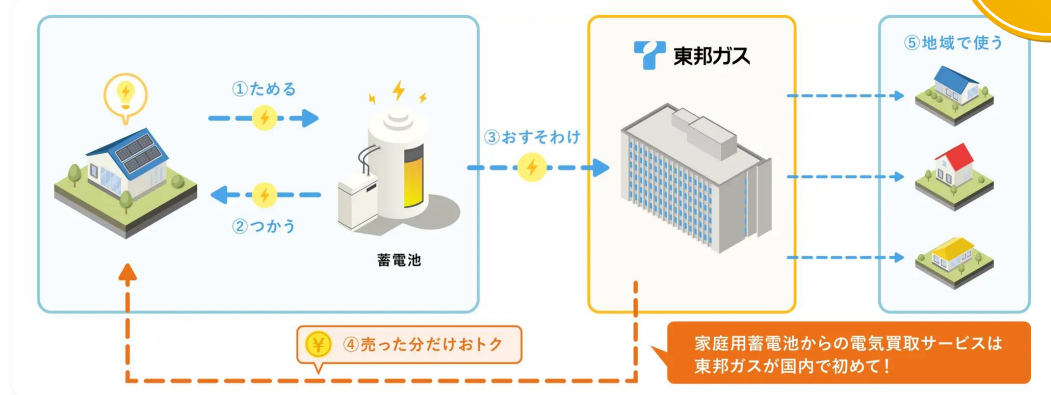 ①ためる
②つかう
蓄電池
③おすそわけ
東邦ガス
⑤地域で使う
¥ ④売った分だけおトク
家庭用蓄電池からの電気買取サービスは
東邦ガスが国内で初めて!